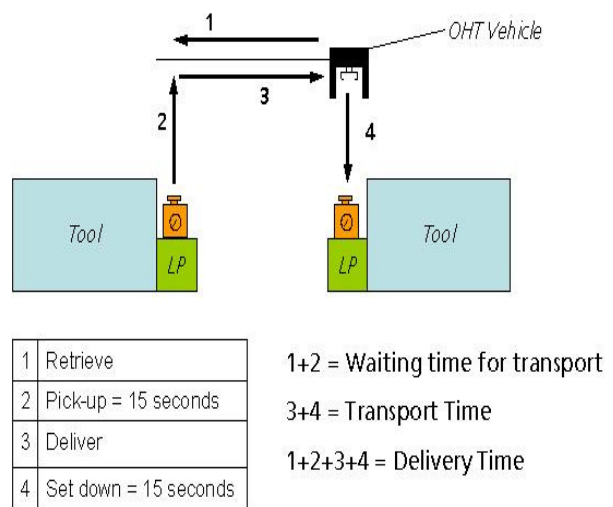 1
OHT Vehicle
3
2
4
Tool
LP
LP
Tool
1 Retrieve
2 Pick-up = 15 seconds
3 Deliver
4 Set down = 15 seconds
1+2 = Waiting time for transport
3+4 = Transport Time
1+2+3+4 = Delivery Time